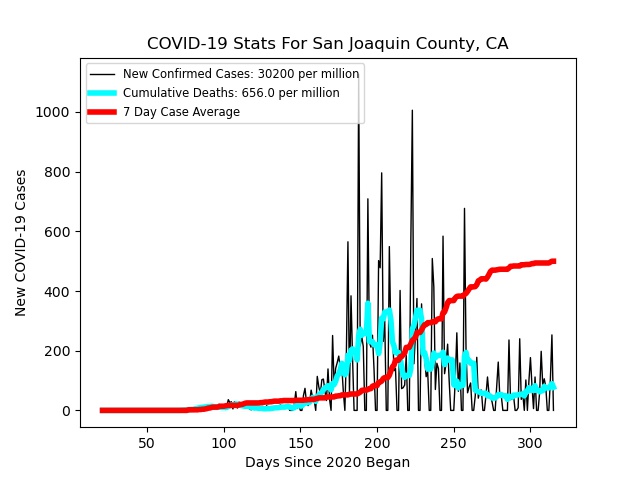 COVID-19 Stats For San Joaquin County, CA
New Confirmed Cases: 30200 per million
Cumulative Deaths: 656.0 per million
7 Day Case Average
New COVID-19 Cases
1000
800
600
400
200
0
50 100 150 200 250 300
Days Since 2020 Began